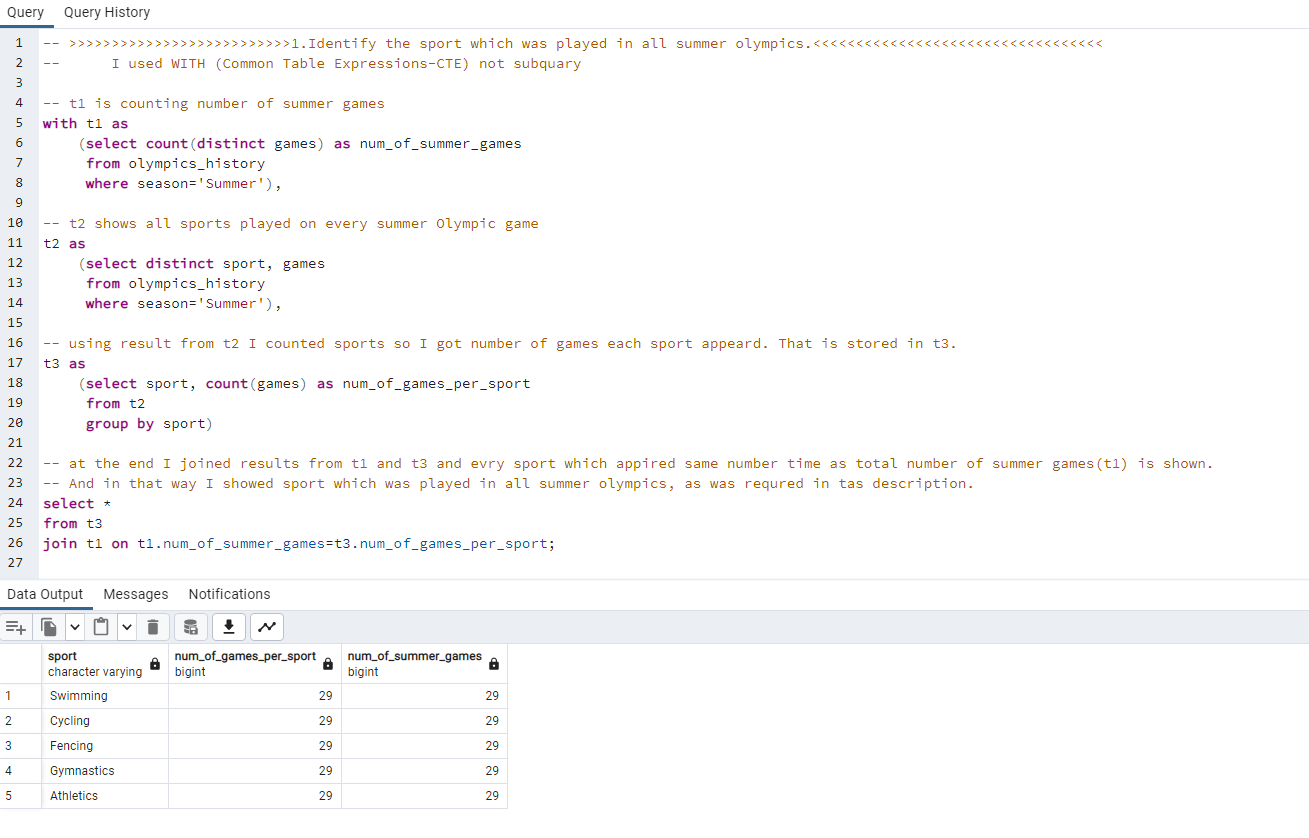 Query Query History
1 -- >>>>>>>>>>>>>>>>>>>>>>>>>>1.Identify the sport which was played in all summer olympics.<<<<<<<<<<<<<<<<<<<<<<<<<<<<<<<<<<
2 --      I used WITH (Common Table Expressions-CTE) not subquary
3
4 -- t1 is counting number of summer games
5 with t1 as
6     (select count(distinct games) as num_of_summer_games
7      from olympics_history
8      where season='Summer'),
9
10 -- t2 shows all sports played on every summer Olympic game
11 t2 as
12     (select distinct sport, games
13      from olympics_history
14      where season='Summer'),
15
16 -- using result from t2 I counted sports so I got number of games each sport appeard. That is stored in t3.
17 t3 as
18     (select sport, count(games) as num_of_games_per_sport
19      from t2
20      group by sport)
21
22 -- at the end I joined results from t1 and t3 and evry sport which appired same number time as total number of summer games(t1) is shown.
23 -- And in that way I showed sport which was played in all summer olympics, as was requred in tas description.
24 select *
25 from t3
26 join t1 on t1.num_of_summer_games=t3.num_of_games_per_sport;
27
Data Output Messages Notifications
sport num_of_games_per_sport num_of_summer_games
character varying bigint bigint
1 Swimming 29 29
2 Cycling 29 29
3 Fencing 29 29
4 Gymnastics 29 29
5 Athletics 29 29